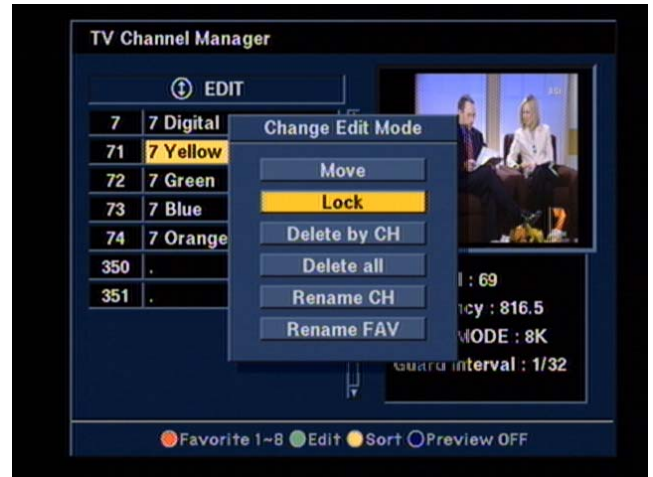 TV Channel Manager
EDIT
7 7 Digital
71 7 Yellow
72 7 Green
73 7 Blue
74 7 Orange
350 .
351 .
Change Edit Mode
Move
Lock
Delete by CH
Delete all
Rename CH
Rename FAV
: 69
: 816.5
: 8K
Guard Interval : 1/32
Favorite 1~8 Edit Sort Preview OFF